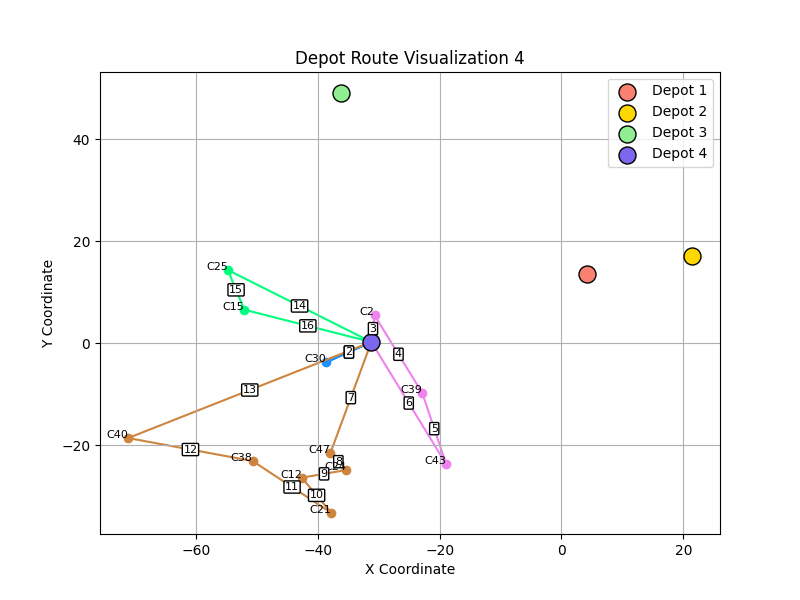 Depot Route Visualization 4
Depot 1
Depot 2
Depot 3
Depot 4
40
20
0
−20
Y Coordinate
C25
15
C15
14
16
C2
3
2
4
C30
13
7
C39
6
5
C40
12
C38
C47
8
C43
C12
9
11
10
C21
−60
−40
−20
0
20
X Coordinate